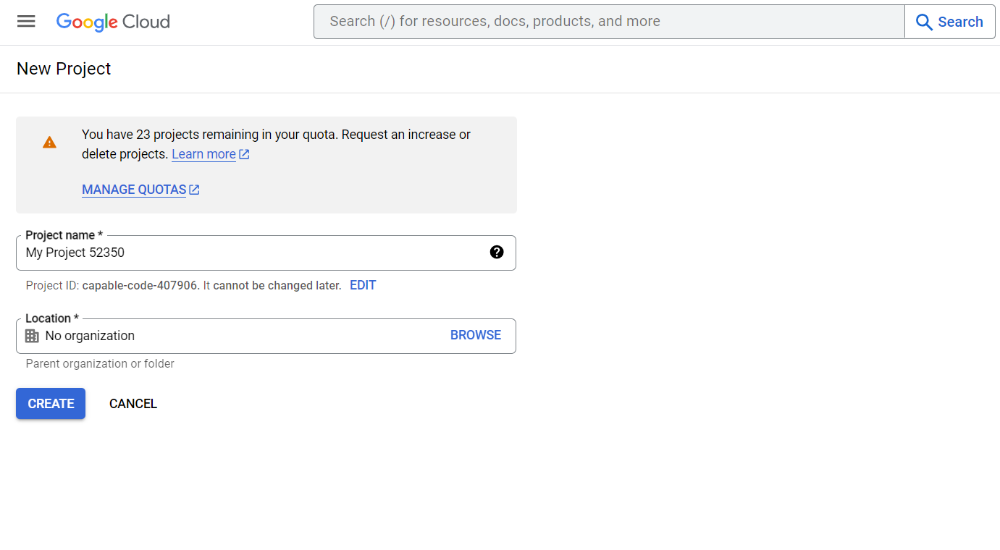 Google Cloud
Search (/) for resources, docs, products, and more
Search
New Project
You have 23 projects remaining in your quota. Request an increase or
delete projects. Learn more
MANAGE QUOTAS
Project name *
My Project 52350
Project ID: capable-code-407906. It cannot be changed later. EDIT
Location *
No organization
BROWSE
Parent organization or folder
CREATE
CANCEL